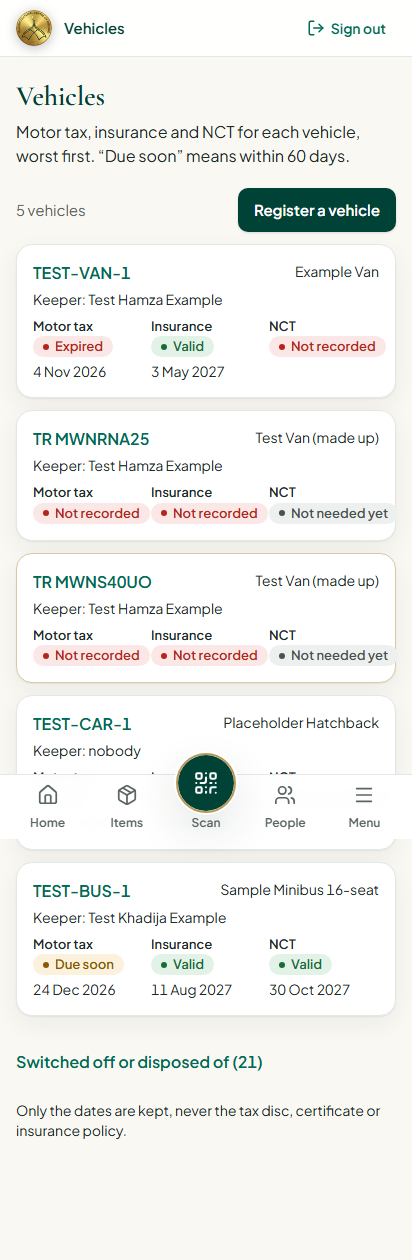 Vehicles
Sign out
Vehicles
Motor tax, insurance and NCT for each vehicle,
worst first. “Due soon” means within 60 days.
5 vehicles
Register a vehicle
TEST-VAN-1
Example Van
Keeper: Test Hamza Example
Motor tax
Insurance
NCT
Expired
Valid
Not recorded
4 Nov 2026
3 May 2027
TR MWNRNA25
Test Van (made up)
Keeper: Test Hamza Example
Motor tax
Insurance
NCT
Not recorded
Not recorded
Not needed yet
TR MWNS40UO
Test Van (made up)
Keeper: Test Hamza Example
Motor tax
Insurance
NCT
Not recorded
Not recorded
Not needed yet
TEST-CAR-1
Placeholder Hatchback
Keeper: nobody
Home
Items
Scan
People
Menu
TEST-BUS-1
Sample Minibus 16-seat
Keeper: Test Khadija Example
Motor tax
Insurance
NCT
Due soon
Valid
Valid
24 Dec 2026
11 Aug 2027
30 Oct 2027
Switched off or disposed of (21)
Only the dates are kept, never the tax disc, certificate or
insurance policy.